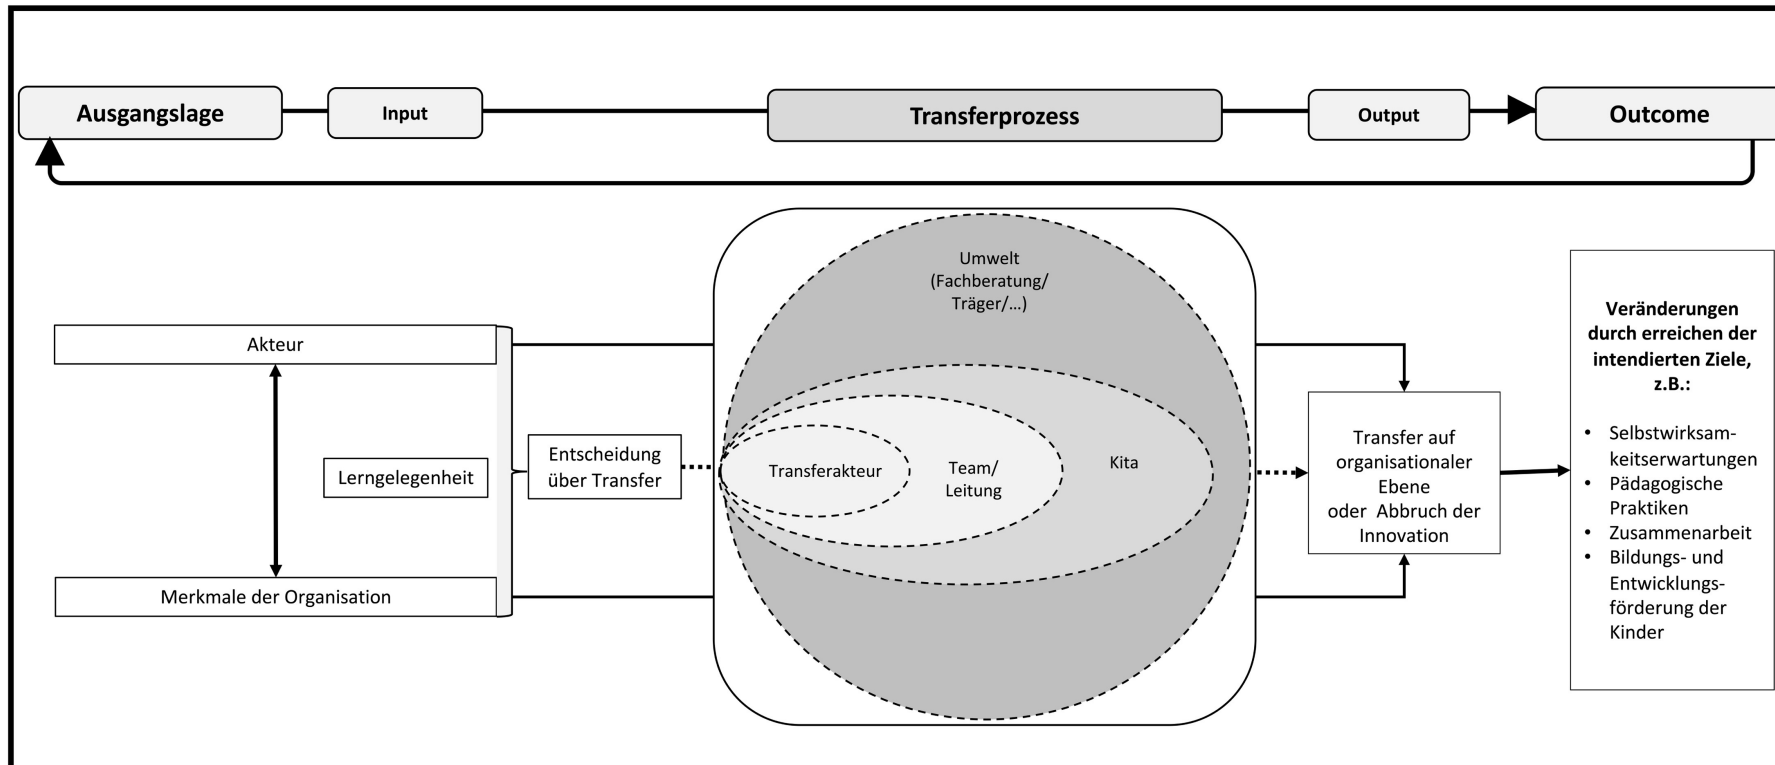 Ausgangslage
Input
Transferprozess
Output
Outcome
Umwelt
(Fachberatung/
Träger/...)
Akteur
Merkmale der Organisation
Lerngelegenheit
Entscheidung
über Transfer
Transferakteur
Team/
Leitung
Kita
Transfer auf
organisationaler
Ebene
oder Abbruch der
Innovation
Veränderungen
durch erreichen der
intendierten Ziele,
z.B.:
• Selbstwirksam-
keitserwartungen
• Pädagogische
Praktiken
• Zusammenarbeit
• Bildungs- und
Entwicklungs-
förderung der
Kinder